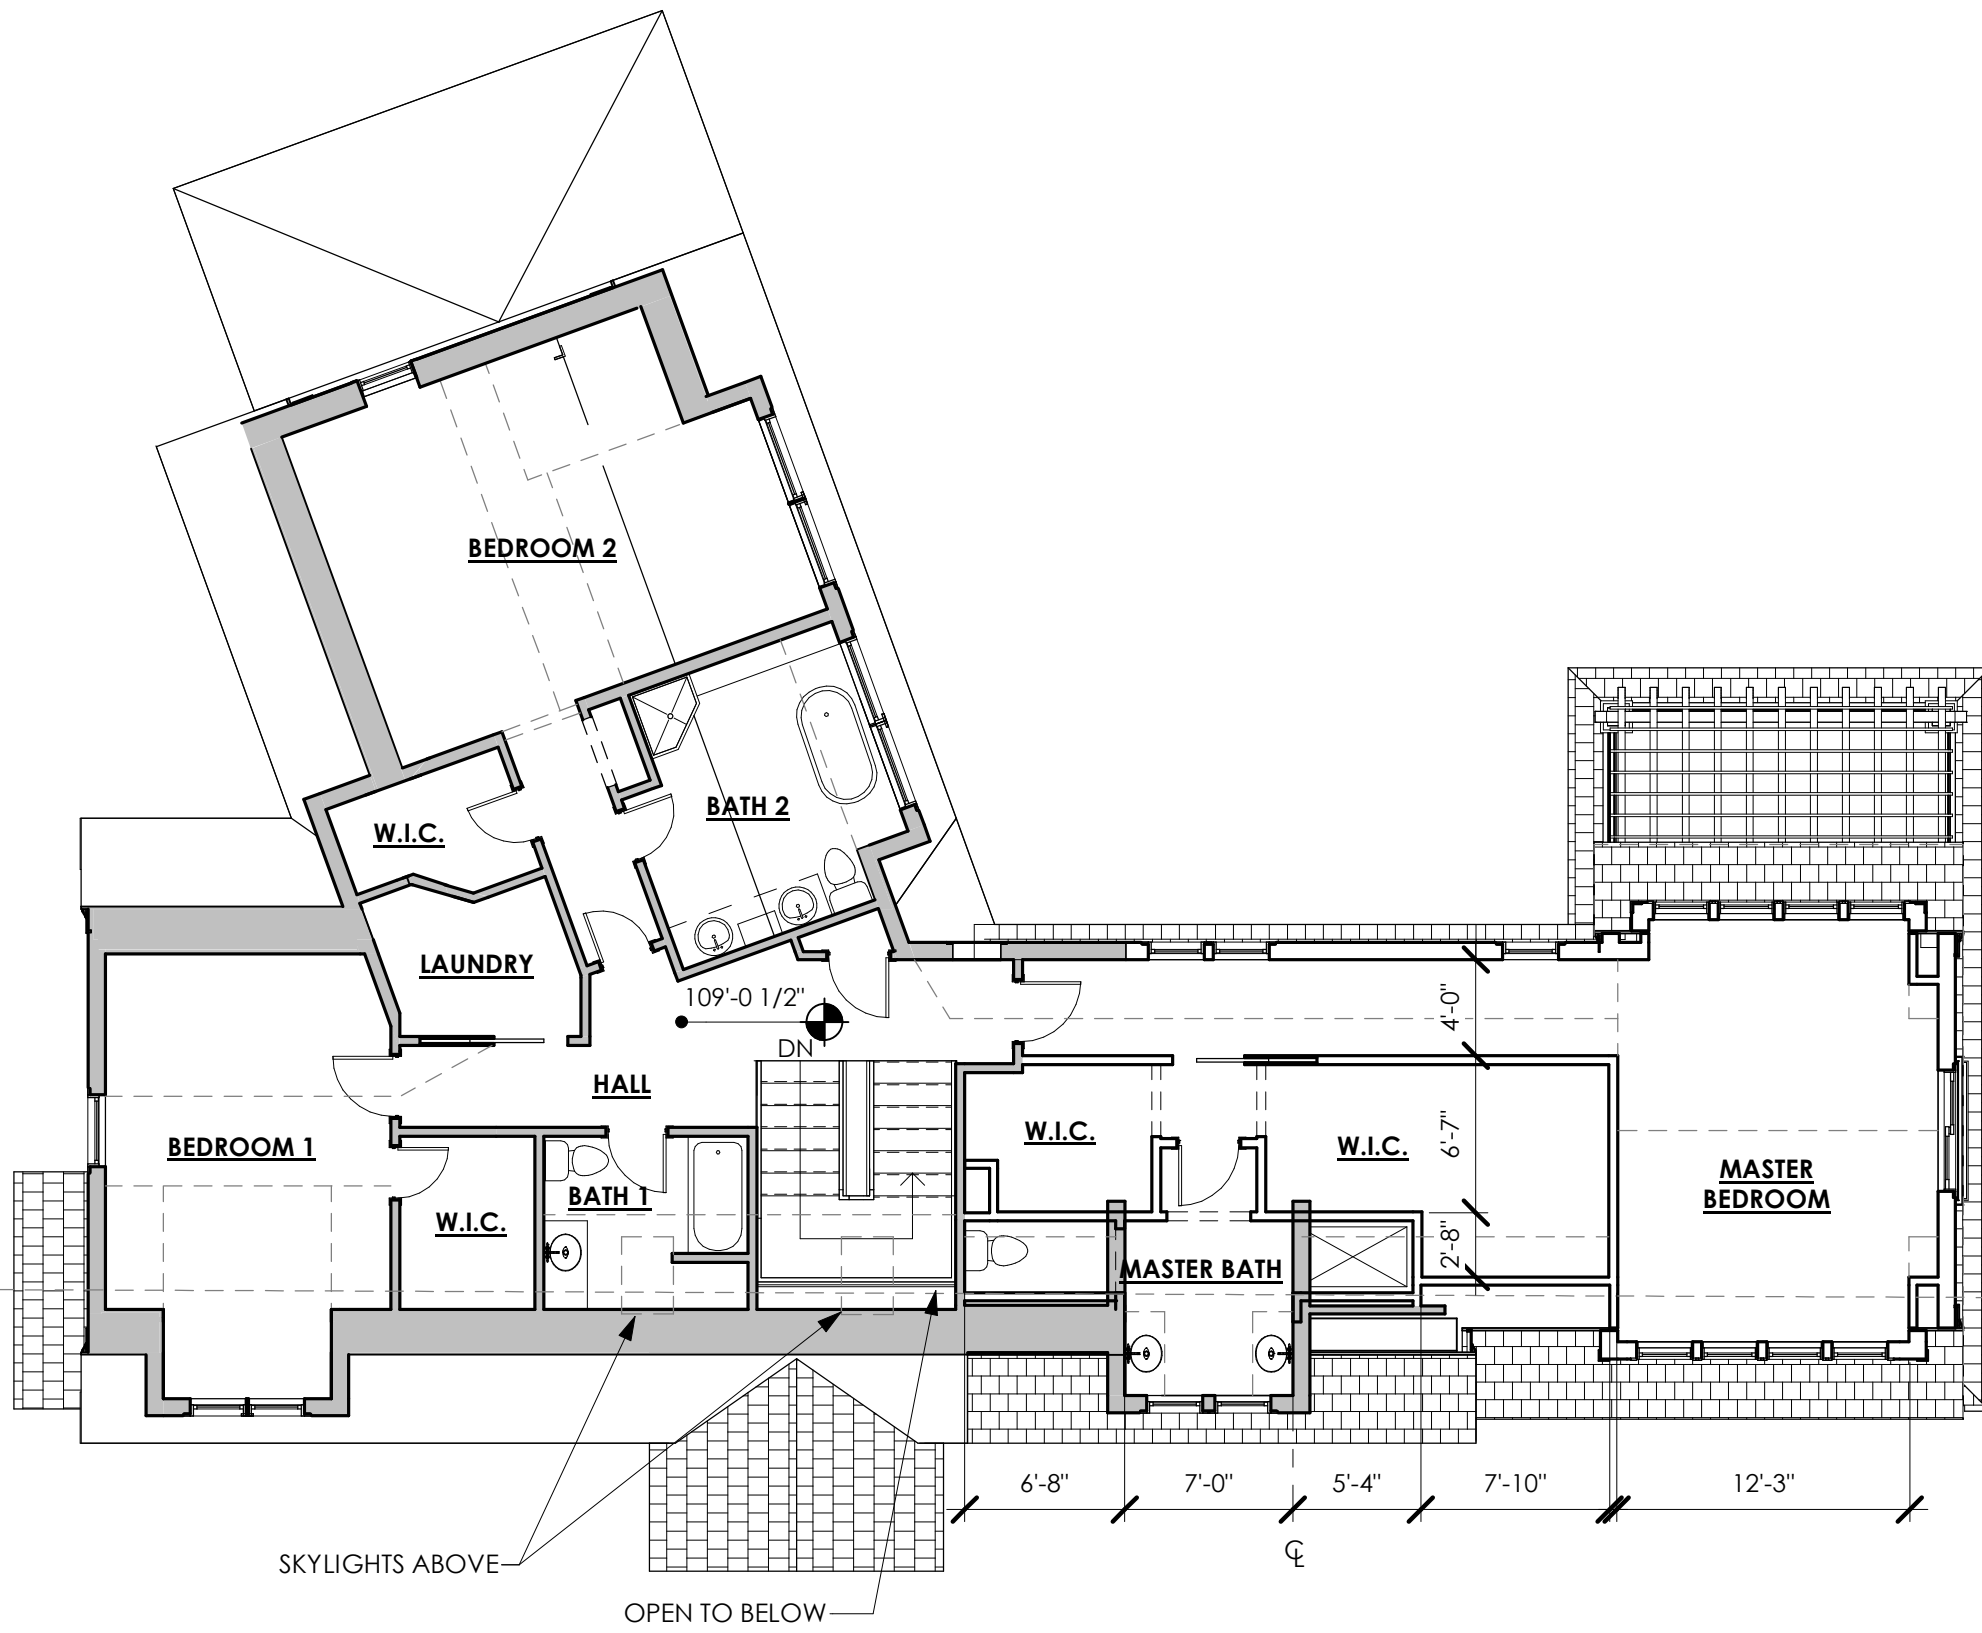 BEDROOM 2
BATH 2
W.I.C.
LAUNDRY
109'-0 1/2"
DN
HALL
4'-0"
BEDROOM 1
W.I.C.
W.I.C.
6'-7"
MASTER
BEDROOM
BATH 1
W.I.C.
2'-8"
MASTER BATH
6'-8"
7'-0"
5'-4"
7'-10"
12'-3"
CL
SKYLIGHTS ABOVE
OPEN TO BELOW